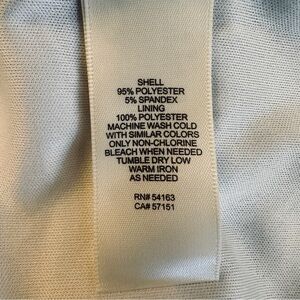 SHELL
95% POLYESTER
5% SPANDEX
LINING
100% POLYESTER
MACHINE WASH COLD
WITH SIMILAR COLORS
ONLY NON-CHLORINE
BLEACH WHEN NEEDED
TUMBLE DRY LOW
WARM IRON
AS NEEDED
RN# 54163
CA# 57151